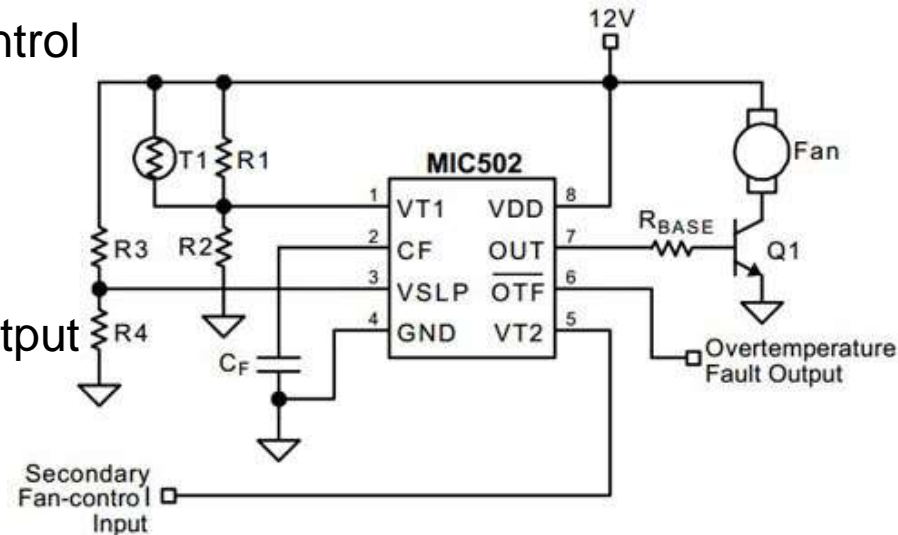 ntrol
tput
12V
T1
R1
MIC502
Fan
1
VT1
VDD
8
R3
R2
2
CF
OUT
7
RBASE
Q1
3
VSLP
OTF
6
R4
4
GND
VT2
5
CF
Overtemperature
Fault Output
Secondary
Fan-control
Input